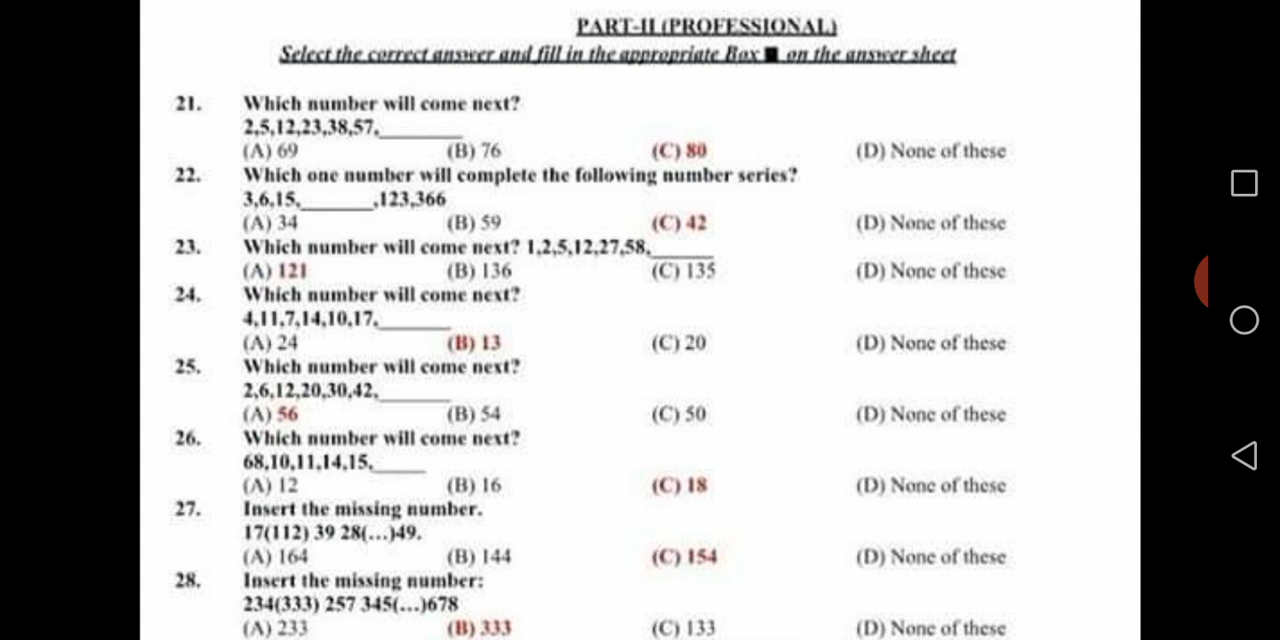 PART-II (PROFESSIONAL)
Select the correct answer and fill in the appropriate Box ■ on the answer sheet
21. Which number will come next?
2,5,12,23,38,57,________
(A) 69 (B) 76 (C) 80 (D) None of these
22. Which one number will complete the following number series?
3,6,15,_______,123,366
(A) 34 (B) 59 (C) 42 (D) None of these
23. Which number will come next? 1,2,5,12,27,58,______
(A) 121 (B) 136 (C) 135 (D) None of these
24. Which number will come next?
4,11,7,14,10,17,_______
(A) 24 (B) 13 (C) 20 (D) None of these
25. Which number will come next?
2,6,12,20,30,42,_______
(A) 56 (B) 54 (C) 50 (D) None of these
26. Which number will come next?
68,10,11,14,15,_____
(A) 12 (B) 16 (C) 18 (D) None of these
27. Insert the missing number.
17(112) 39 28(...)49.
(A) 164 (B) 144 (C) 154 (D) None of these
28. Insert the missing number:
234(333) 257 345(...)678
(A) 233 (B) 333 (C) 133 (D) None of these